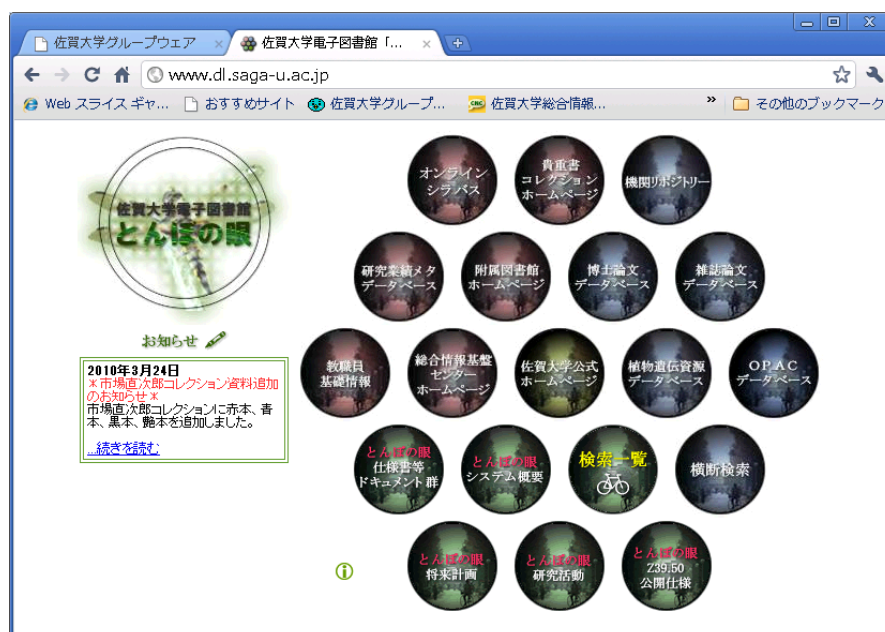 佐賀大学グループウェア
佐賀大学電子図書館「...
www.dl.saga-u.ac.jp
Web スライス ギャ...
おすすめサイト
佐賀大学グループ...
佐賀大学総合情報...
»
その他のブックマーク
佐賀大学電子図書館
とんぼの眼
お知らせ
2010年3月24日
*市場直次郎コレクション資料追加
のお知らせ*
市場直次郎コレクションに赤本、青
本、黒本、艶本を追加しました。
...続きを読む
オンライン
シラバス
貴重書
コレクション
ホームページ
機関リポジトリー
研究業績メタ
データベース
附属図書館
ホームページ
博士論文
データベース
雑誌論文
データベース
教職員
基礎情報
総合情報基盤
センター
ホームページ
佐賀大学公式
ホームページ
植物遺伝資源
データベース
OPAC
データベース
とんぼの眼
仕様書等
ドキュメント群
とんぼの眼
システム概要
検索一覧
横断検索
とんぼの眼
将来計画
とんぼの眼
研究活動
とんぼの眼
Z39.50
公開仕様